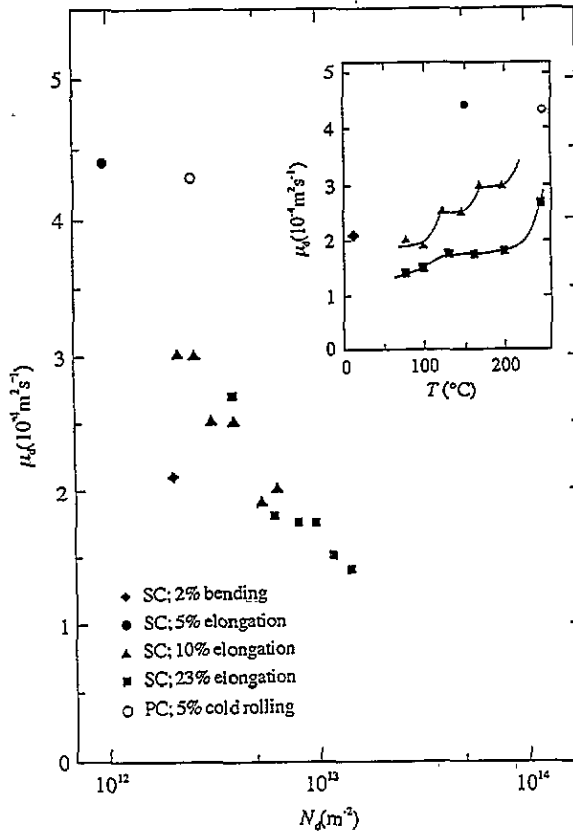 5
4
3
2
1
0
μd(10⁻⁴m²s⁻¹)
10¹²
10¹³
10¹⁴
Nd(m⁻²)
5
4
3
2
1
0
μd(10⁻⁴m²s⁻¹)
0
100
200
T(°C)
SC; 2% bending
SC; 5% elongation
SC; 10% elongation
SC; 23% elongation
PC; 5% cold rolling